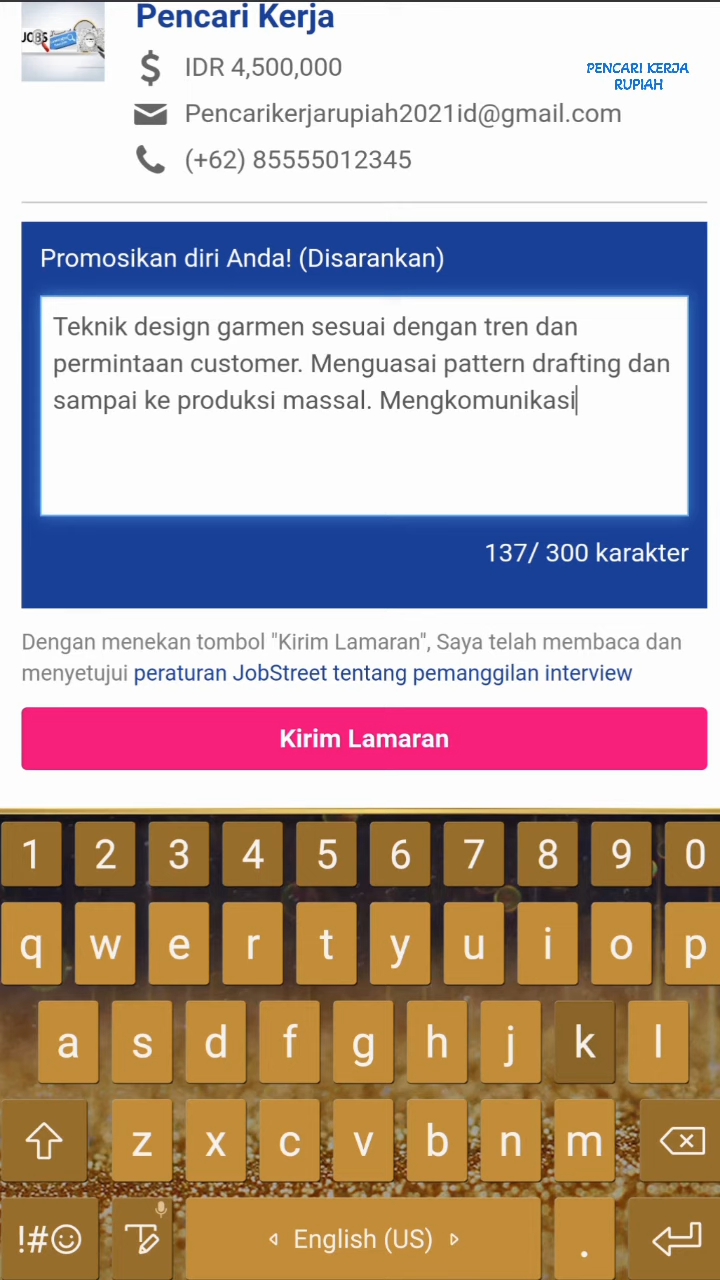 Pencari Kerja
JOBS
IDR 4,500,000
PENCARI KERJA
RUPIAH
Pencarikerjarupiah2021id@gmail.com
(+62) 85555012345
Promosikan diri Anda! (Disarankan)
Teknik design garmen sesuai dengan tren dan
permintaan customer. Menguasai pattern drafting dan
sampai ke produksi massal. Mengkomunikasi
137/ 300 karakter
Dengan menekan tombol "Kirim Lamaran", Saya telah membaca dan
menyetujui peraturan JobStreet tentang pemanggilan interview
Kirim Lamaran
1 2 3 4 5 6 7 8 9 0
q w e r t y u i o p
a s d f g h j k l
z x c v b n m
!#☺ English (US) .